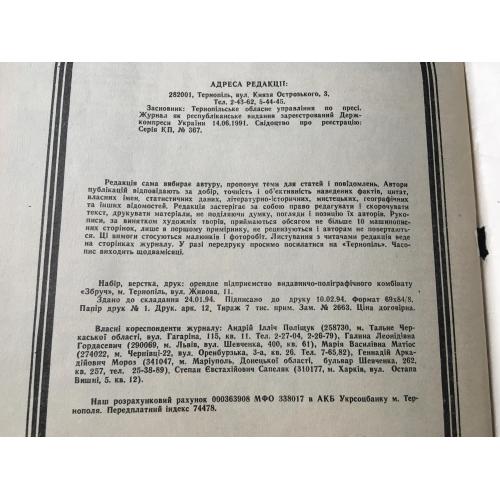 АДРЕСА РЕДАКЦІЇ:
282001, Тернопіль, вул. Князя Острозького, 3,
Тел. 2-43-62, 5-44-45.
Засновник: Тернопільське обласне управління по пресі.
Журнал як республіканське видання зареєстрований Держ-
компреси України 14.06.1991. Свідоцтво про реєстрацію:
Серія КП, № 367.
Редакція сама вибирає автуру, пропонує теми для статей і повідомлень. Автори
публікацій відповідають за добір, точність і об'єктивність наведених фактів, цитат,
власних імен, статистичних даних, літературно-історичних, мистецьких, географічних
та інших відомостей. Редакція застерігає за собою право редагувати і скорочувати
текст, друкувати матеріали, не поділяючи думку, погляди і позицію їх авторів. Руко-
писи, за винятком художніх творів, приймаються обсягом не більше 10 машинопис-
них сторінок, лише в першому примірнику, не рецензуються і авторам не повертають-
ся. Ці вимоги стосуються малюнків і фоторобіт. Листування з читачами редакція веде
на сторінках журналу. У разі передруку просимо посилатися на «Тернопіль». Часо-
пис виходить щодвамісяці.
Набір, верстка, друк: орендне підприємство видавничо-поліграфічного комбінату
«Збруч», м. Тернопіль, вул. Живова, 11.
Здано до складання 24.01.94. Підписано до друку 10.02.94. Формат 69х84/8.
Папір друк № 1. Друк. арк. 12, Тираж 7 тис. прим. Зам. № 2663. Ціна договірна.
Власні кореспонденти журналу: Андрій Ілліч Поліщук (258730, м. Тальне Чер-
каської області, вул. Гагаріна, 115, кв. 11. Тел. 2-27-04, 2-26-79), Галина Леонідівна
Гордасевич (290069, м. Львів, вул. Шевченка, 400, кв. 61), Марія Василівна Матіос
(274022, м. Чернівці-22, вул. Оренбурзька, 3-а, кв. 26. Тел. 7-65,82), Геннадій Арка-
дійович Мороз (341047, м. Маріуполь, Донецької області, бульвар Шевченка, 262,
кв, 257, тел, 25-38-89), Степан Євстахійович Сапеляк (310177, м. Харків, вул. Остапа
Вишні, 5. кв. 12).
Наш розрахунковий рахунок 000363908 МФО 338017 в АКБ Укрсоцбанку м. Тер-
нополя. Передплатний індекс 74478.